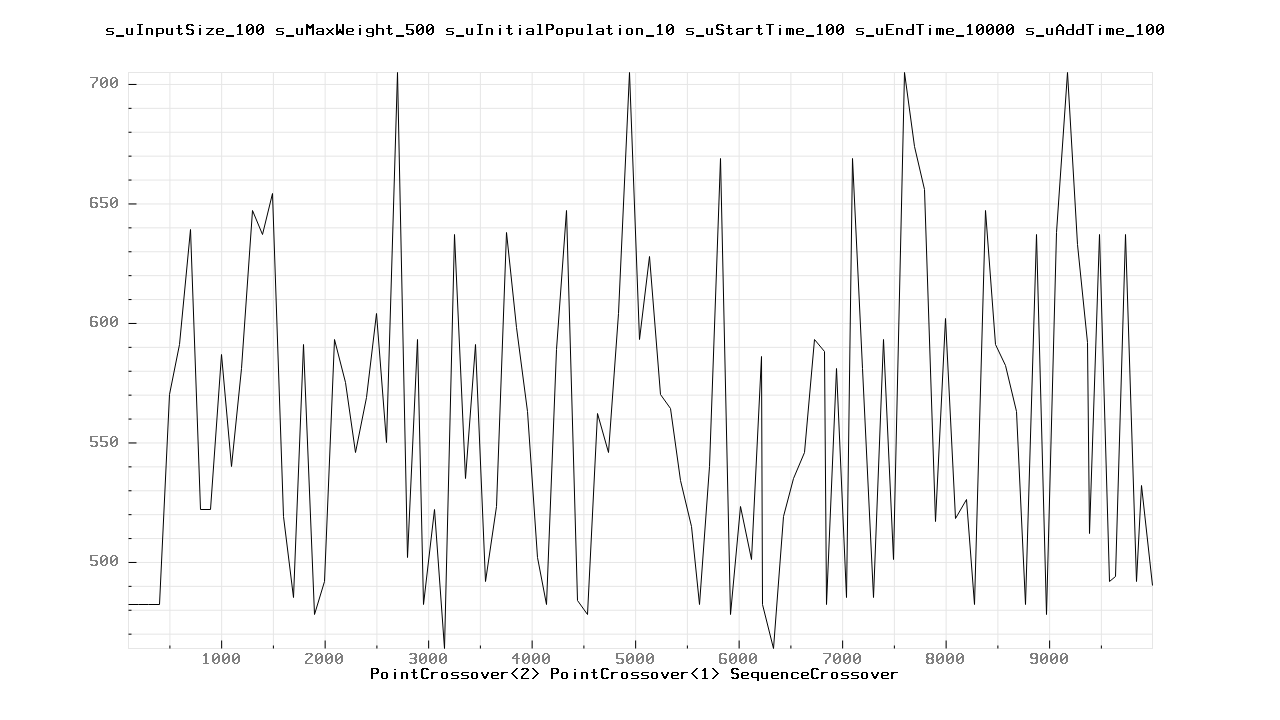 s_uInputSize_100 s_uMaxWeight_500 s_uInitialPopulation_10 s_uStartTime_100 s_uEndTime_10000 s_uAddTime_100
700
650
600
550
500
1000 2000 3000 4000 5000 6000 7000 8000 9000
PointCrossover<2> PointCrossover<1> SequenceCrossover